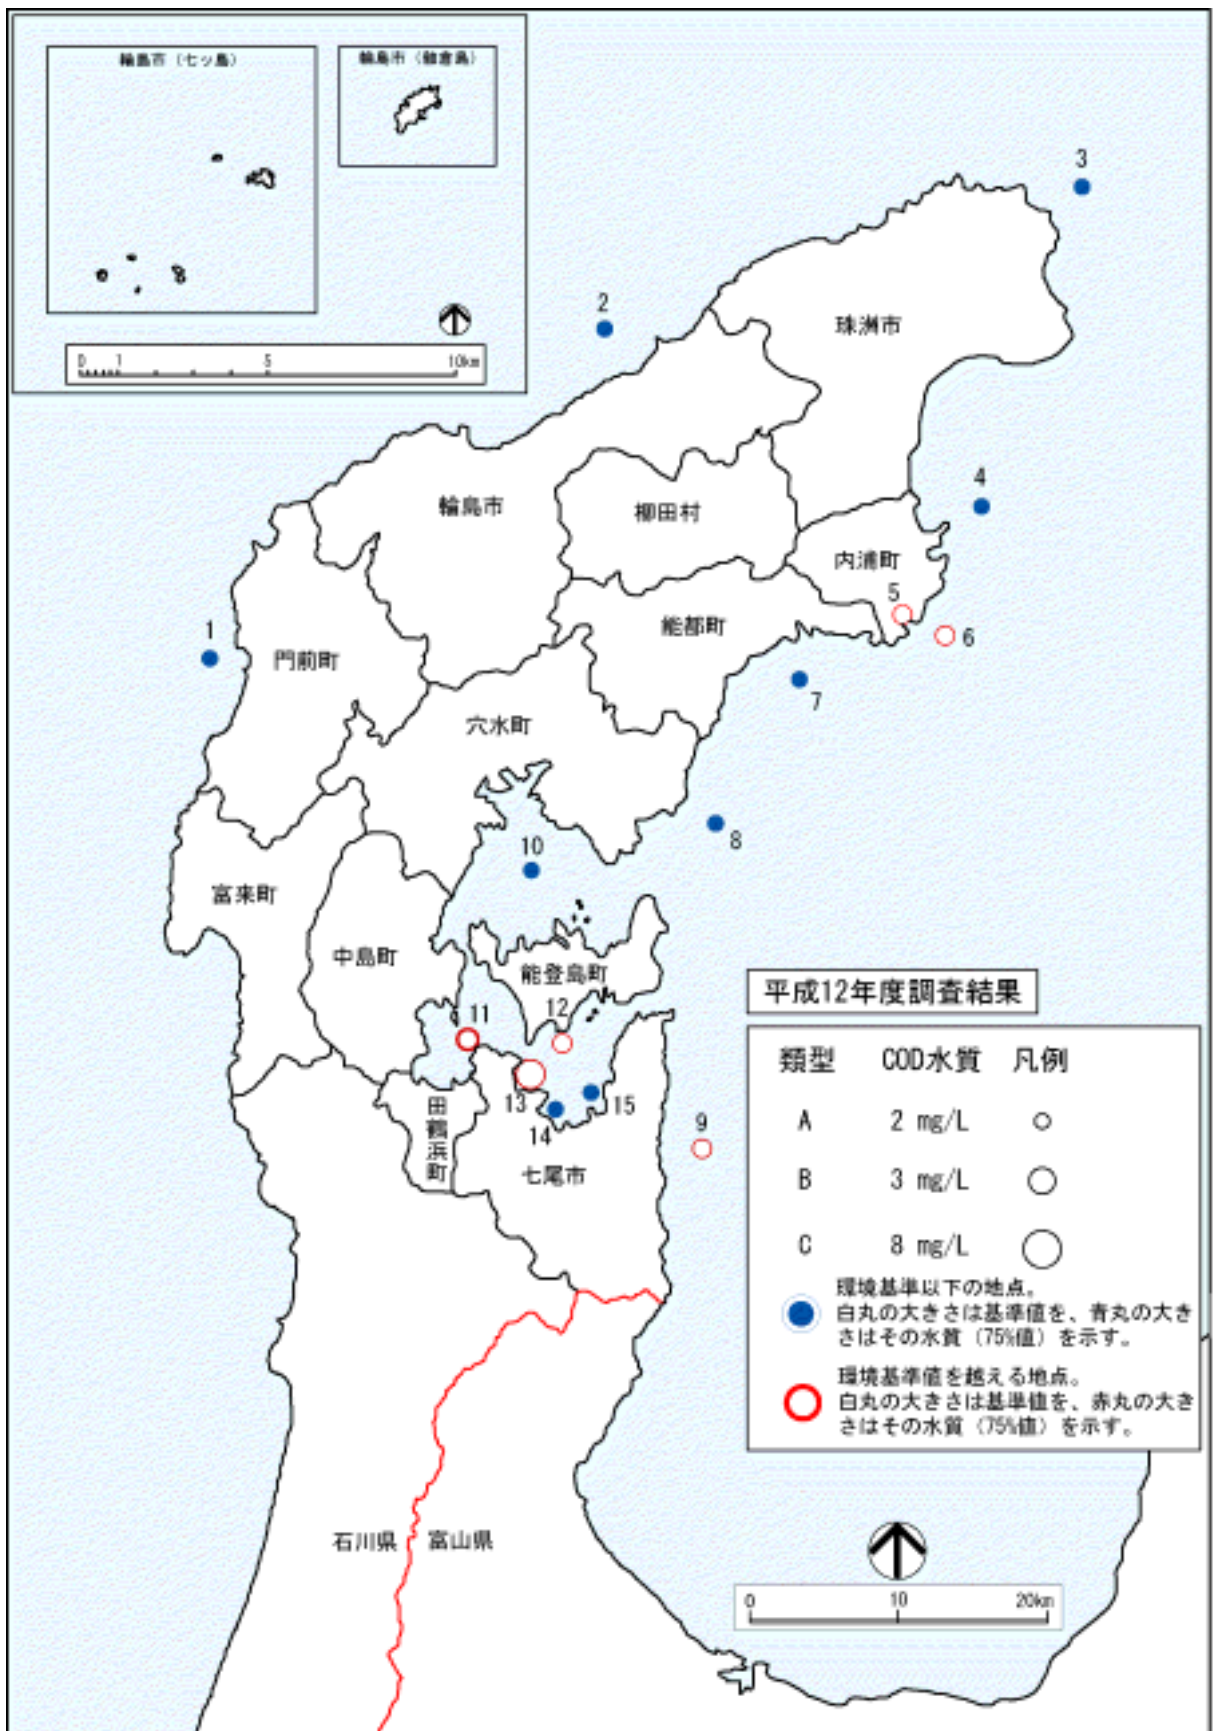 輪島市（七ッ島）
輪島市（舳倉島）
0 1 5 10km
3
2
珠洲市
4
輪島市
柳田村
内浦町
5
6
能都町
1
門前町
7
穴水町
8
10
富来町
中島町
能登島町
11
12
13
14
15
9
田鶴浜町
七尾市
平成12年度調査結果
類型 COD水質 凡例
A 2 mg/L
B 3 mg/L
C 8 mg/L
環境基準以下の地点。
白丸の大きさは基準値を、青丸の大き
さはその水質（75%値）を示す。
環境基準値を越える地点。
白丸の大きさは基準値を、赤丸の大き
さはその水質（75%値）を示す。
石川県
富山県
0 10 20km